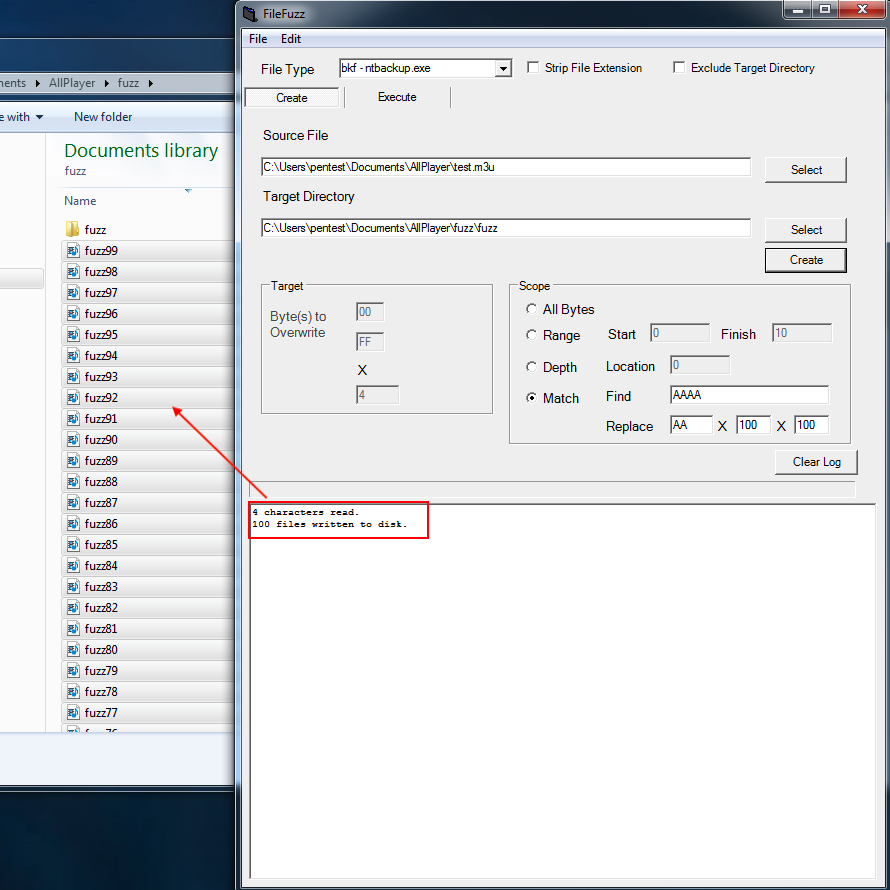 FileFuzz
File Edit
File Type bkf - ntbackup.exe Strip File Extension Exclude Target Directory
Create Execute
Source File
C:\Users\pentest\Documents\AllPlayer\test.m3u Select
Target Directory
C:\Users\pentest\Documents\AllPlayer\fuzz\fuzz Select
Create
Target
Byte(s) to Overwrite 00
FF
X
4
Scope
All Bytes
Range Start 0 Finish 10
Depth Location 0
Match Find AAAA
Replace AA X 100 X 100
Clear Log
4 characters read.
100 files written to disk.
ments AllPlayer fuzz
e with New folder
Documents library
fuzz
Name
fuzz
fuzz99
fuzz98
fuzz97
fuzz96
fuzz95
fuzz94
fuzz93
fuzz92
fuzz91
fuzz90
fuzz89
fuzz88
fuzz87
fuzz86
fuzz85
fuzz84
fuzz83
fuzz82
fuzz81
fuzz80
fuzz79
fuzz78
fuzz77